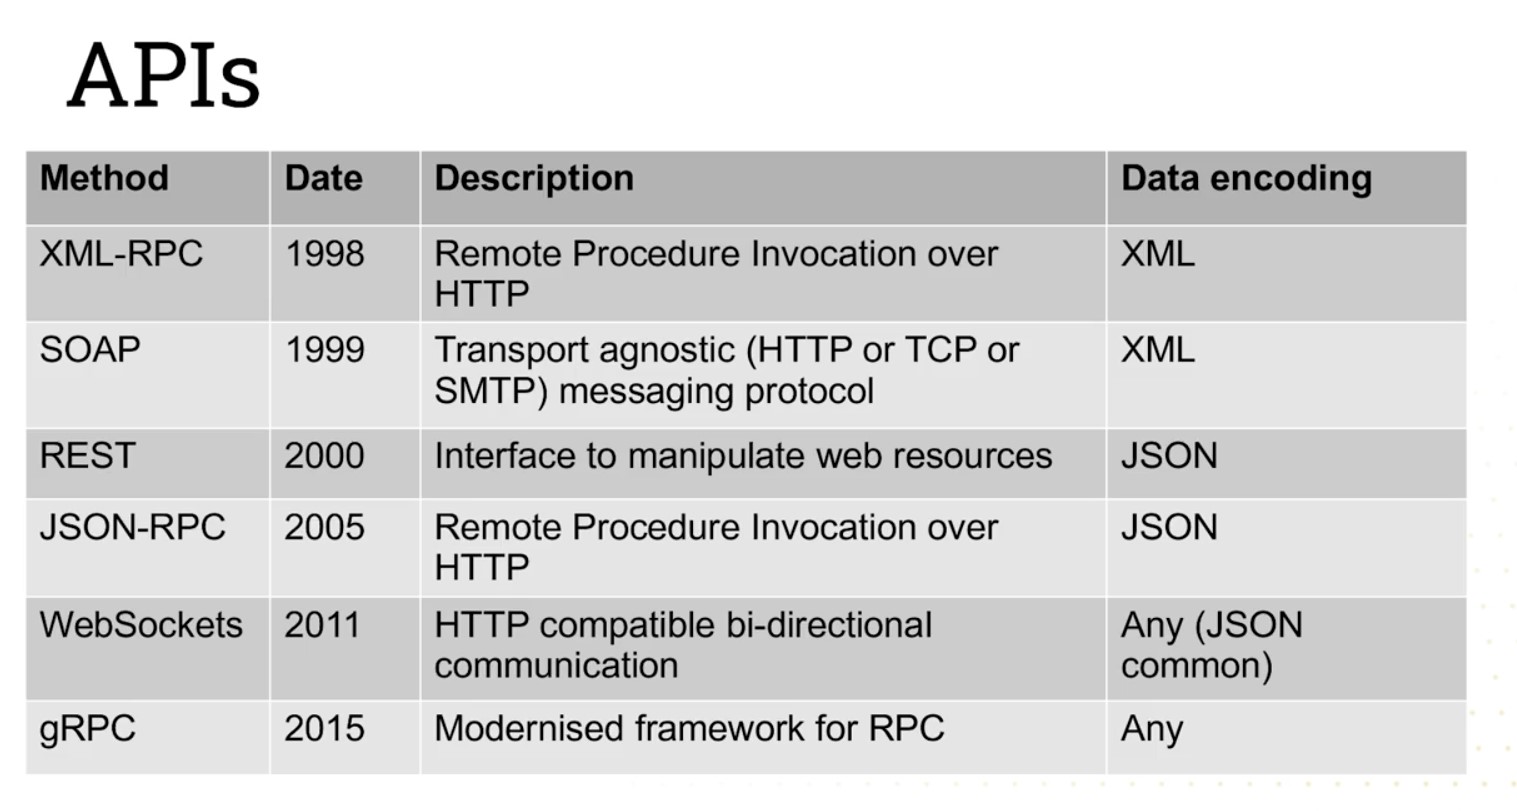 APIs
Method Date Description Data encoding
XML-RPC 1998 Remote Procedure Invocation over XML
HTTP
SOAP 1999 Transport agnostic (HTTP or TCP or XML
SMTP) messaging protocol
REST 2000 Interface to manipulate web resources JSON
JSON-RPC 2005 Remote Procedure Invocation over JSON
HTTP
WebSockets 2011 HTTP compatible bi-directional Any (JSON
communication common)
gRPC 2015 Modernised framework for RPC Any